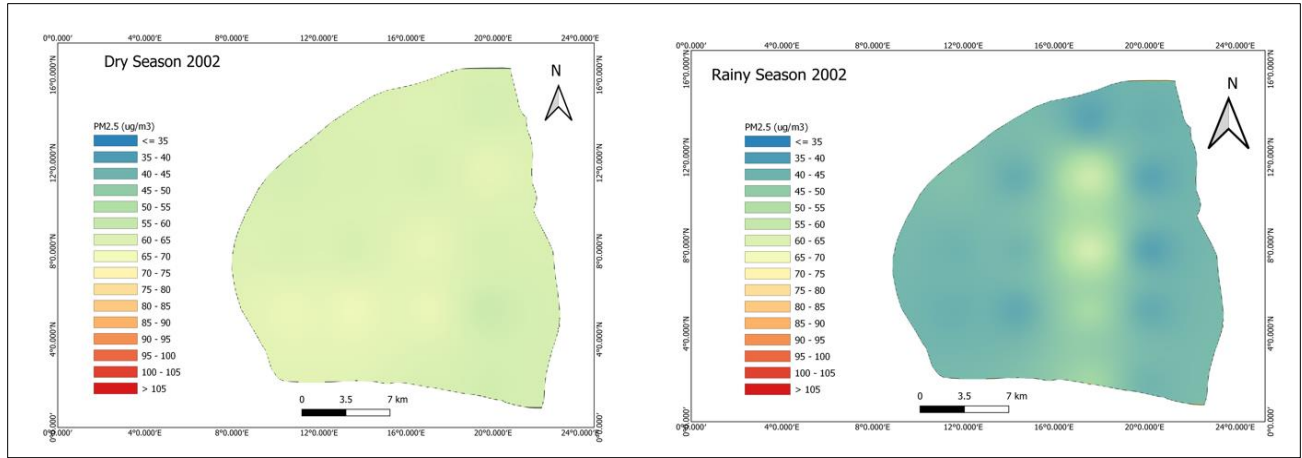 0°0.000' 4°0.000'E 8°0.000'E 12°0.000'E 16°0.000'E 20°0.000'E 24°0.000'E
Dry Season 2002
N
16°0.000'N
12°0.000'N
8°0.000'N
4°0.000'N
0°0.000'
PM2.5 (ug/m3)
<= 35
35 - 40
40 - 45
45 - 50
50 - 55
55 - 60
60 - 65
65 - 70
70 - 75
75 - 80
80 - 85
85 - 90
90 - 95
95 - 100
100 - 105
> 105
0 3.5 7 km
16°0.000'N
12°0.000'N
8°0.000'N
4°0.000'N
0°0.000'
0°0.000' 4°0.000'E 8°0.000'E 12°0.000'E 16°0.000'E 20°0.000'E 24°0.000'E
0°0.000' 4°0.000'E 8°0.000'E 12°0.000'E 16°0.000'E 20°0.000'E 24°0.000'E
Rainy Season 2002
N
16°0.000'N
12°0.000'N
8°0.000'N
4°0.000'N
0°0.000'
PM2.5 (ug/m3)
<= 35
35 - 40
40 - 45
45 - 50
50 - 55
55 - 60
60 - 65
65 - 70
70 - 75
75 - 80
80 - 85
85 - 90
90 - 95
95 - 100
100 - 105
> 105
0 3.5 7 km
16°0.000'N
12°0.000'N
8°0.000'N
4°0.000'N
0°0.000'
0°0.000' 4°0.000'E 8°0.000'E 12°0.000'E 16°0.000'E 20°0.000'E 24°0.000'E